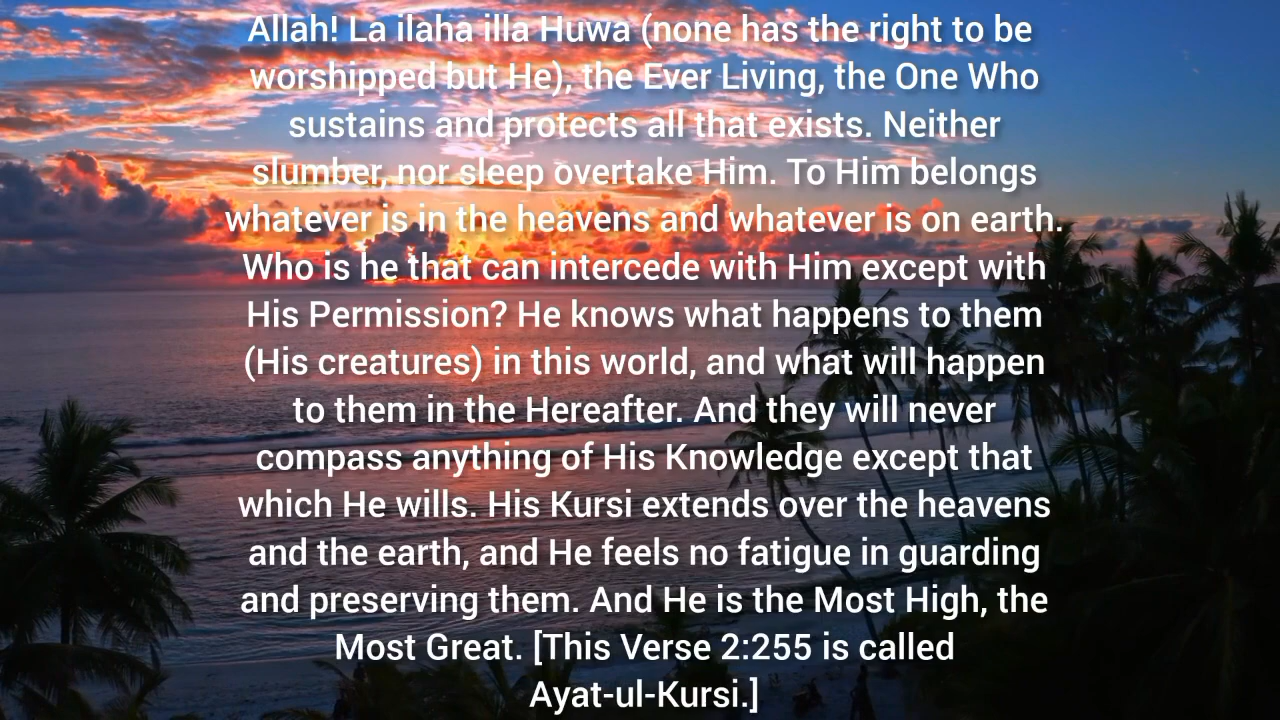 Allah! La ilaha illa Huwa (none has the right to be
worshipped but He), the Ever Living, the One Who
sustains and protects all that exists. Neither
slumber, nor sleep overtake Him. To Him belongs
whatever is in the heavens and whatever is on earth.
Who is he that can intercede with Him except with
His Permission? He knows what happens to them
(His creatures) in this world, and what will happen
to them in the Hereafter. And they will never
compass anything of His Knowledge except that
which He wills. His Kursi extends over the heavens
and the earth, and He feels no fatigue in guarding
and preserving them. And He is the Most High, the
Most Great. [This Verse 2:255 is called
Ayat-ul-Kursi.]